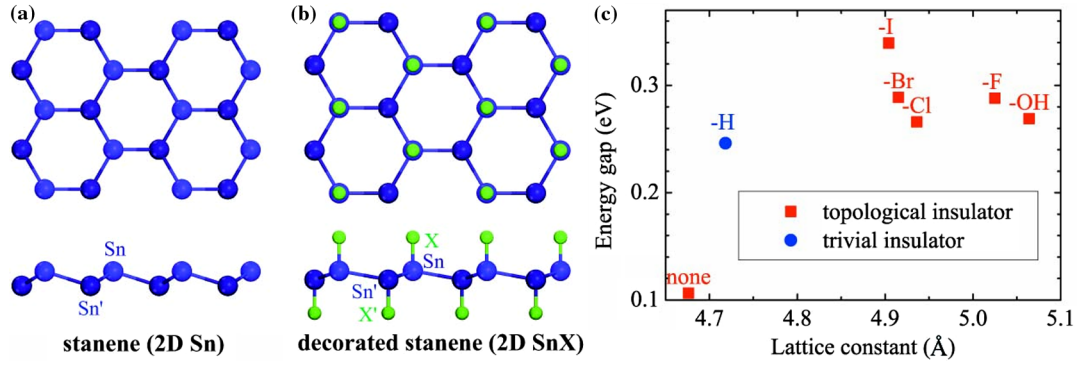 (a)
Sn
Sn'
stanene (2D Sn)
(b)
X
Sn
Sn'
X'
decorated stanene (2D SnX)
(c)
Energy gap (eV)
0.3
0.2
0.1
-I
-Br
-Cl
-F
-OH
-H
none
topological insulator
trivial insulator
4.7 4.8 4.9 5.0 5.1
Lattice constant (Å)